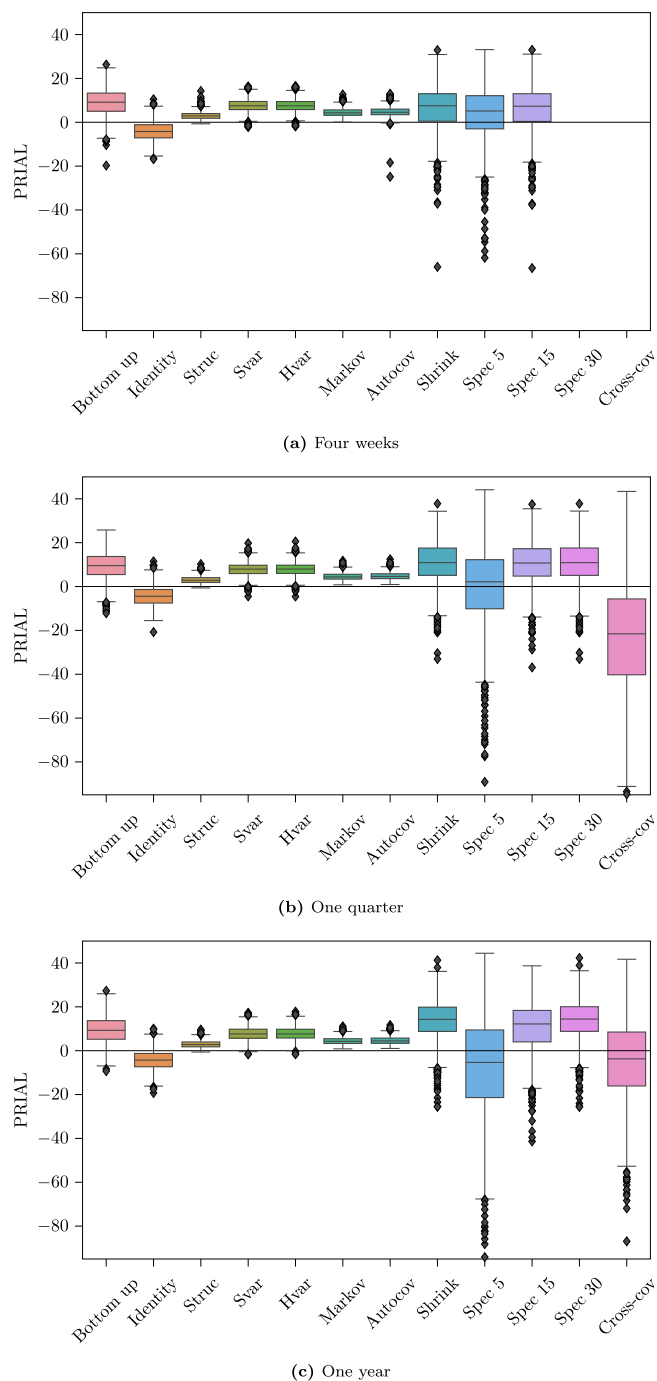 40
20
0
−20
−40
−60
−80
PRIAL
Bottom up
Identity
Struc
Svar
Hvar
Markov
Autocov
Shrink
Spec 5
Spec 15
Spec 30
Cross-cov
(a) Four weeks
40
20
0
−20
−40
−60
−80
PRIAL
Bottom up
Identity
Struc
Svar
Hvar
Markov
Autocov
Shrink
Spec 5
Spec 15
Spec 30
Cross-cov
(b) One quarter
40
20
0
−20
−40
−60
−80
PRIAL
Bottom up
Identity
Struc
Svar
Hvar
Markov
Autocov
Shrink
Spec 5
Spec 15
Spec 30
Cross-cov
(c) One year